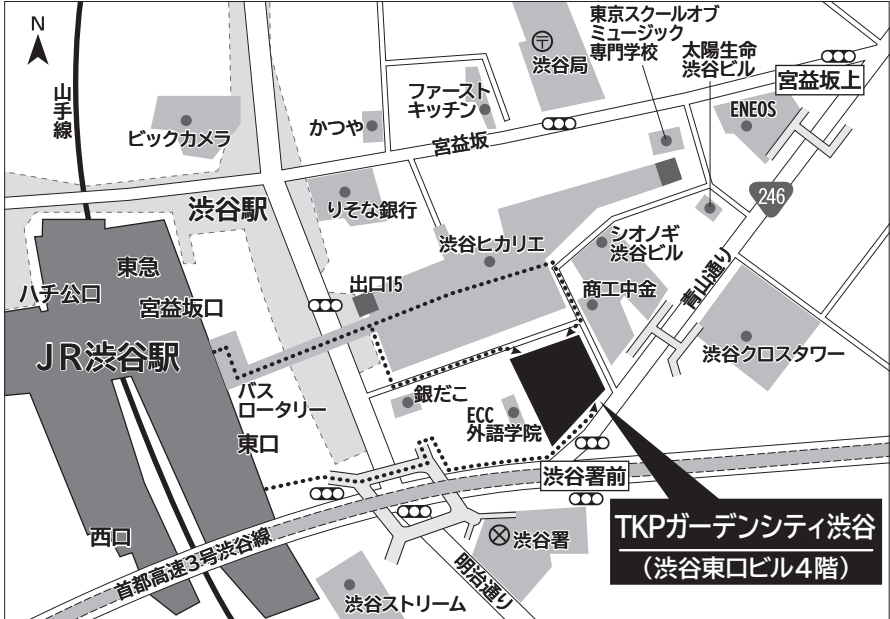 N
山手線
ビックカメラ
かつや
ファースト
キッチン
渋谷局
東京スクールオブ
ミュージック
専門学校
太陽生命
渋谷ビル
宮益坂上
ENEOS
宮益坂
246
渋谷駅
りそな銀行
渋谷ヒカリエ
シオノギ
渋谷ビル
青山通り
東急
ハチ公口
宮益坂口
出口15
商工中金
JR渋谷駅
渋谷クロスタワー
バス
ロータリー
銀だこ
ECC
外語学院
東口
渋谷署前
TKPガーデンシティ渋谷
(渋谷東口ビル4階)
西口
首都高速3号渋谷線
渋谷署
明治通り
渋谷ストリーム